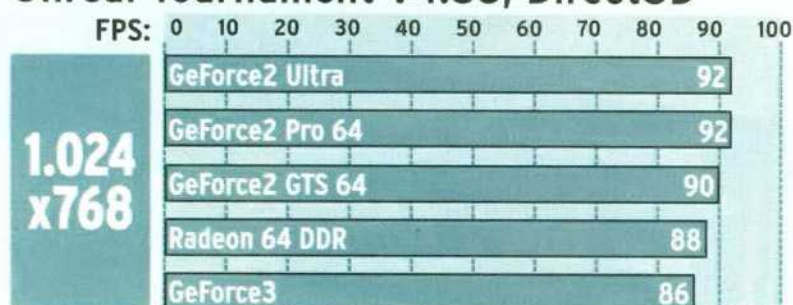 FPS: 0 10 20 30 40 50 60 70 80 90 100
1.024
x768
GeForce2 Ultra 92
GeForce2 Pro 64 92
GeForce2 GTS 64 90
Radeon 64 DDR 88
GeForce3 86